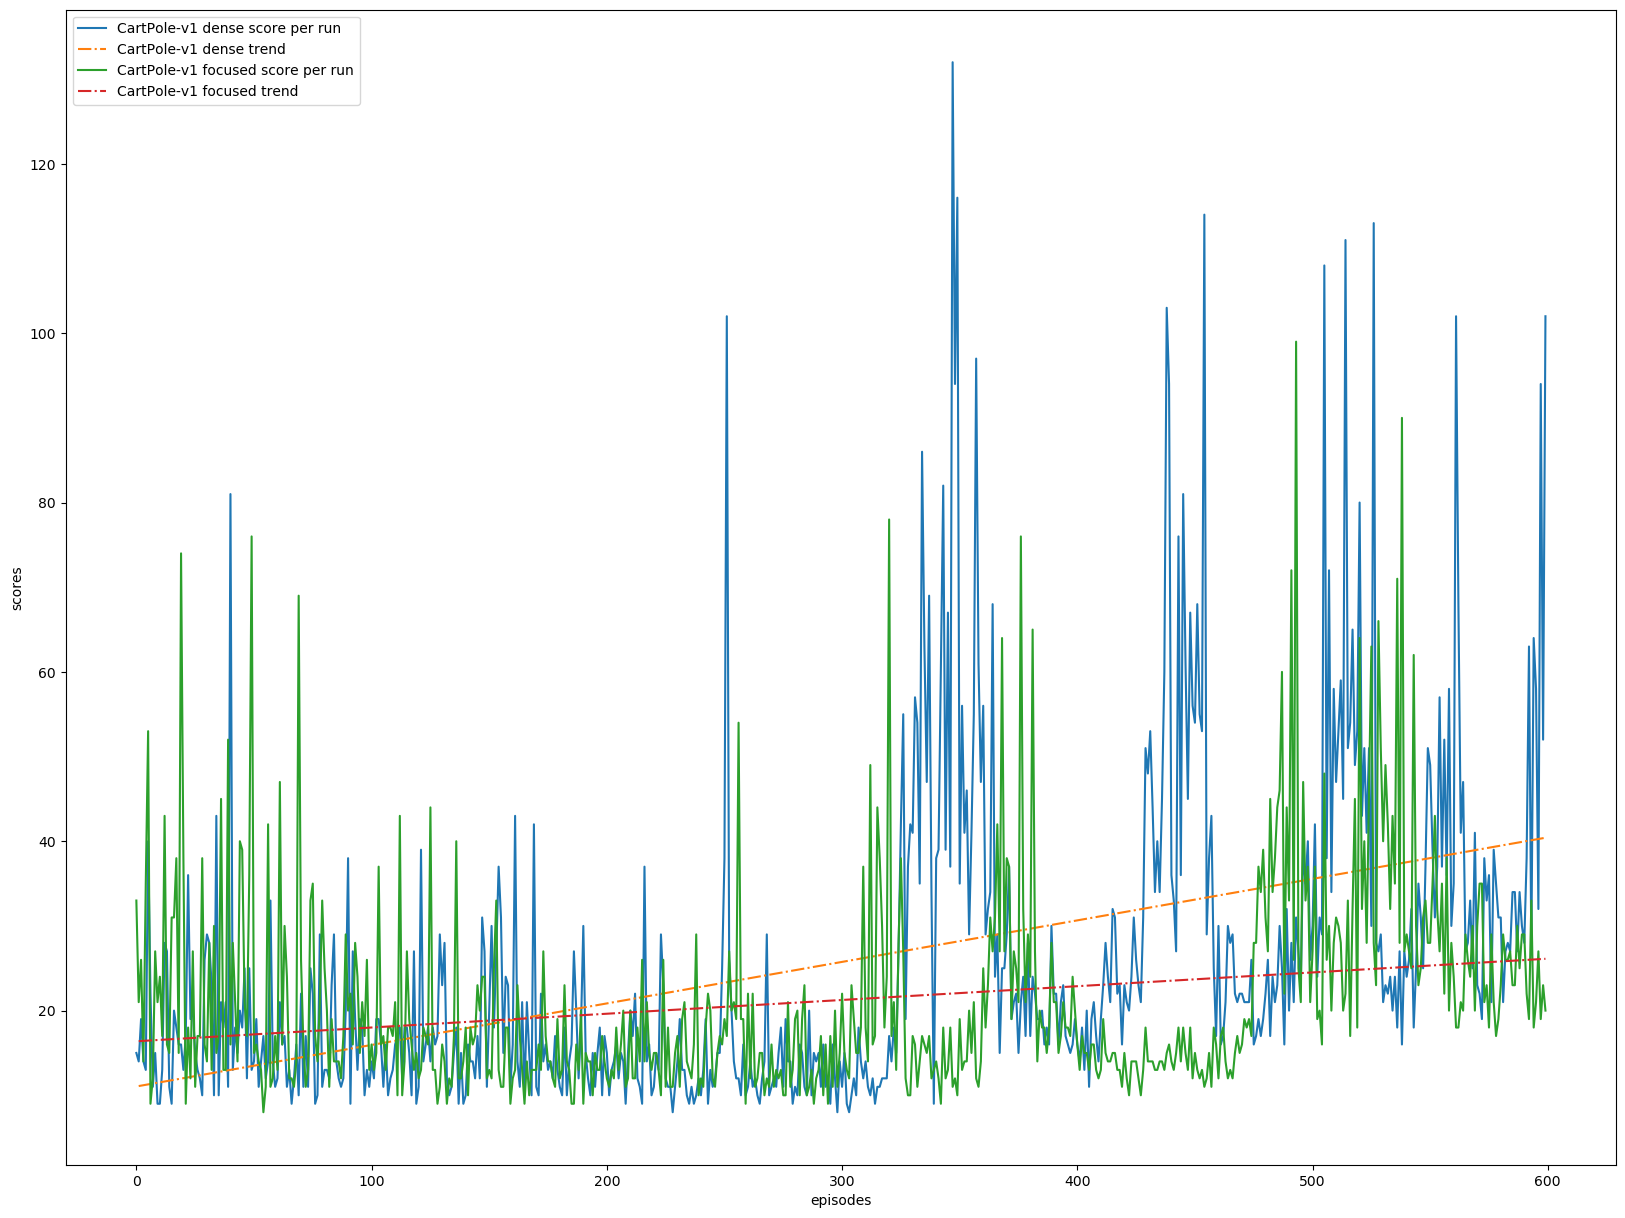 CartPole-v1 dense score per run
CartPole-v1 dense trend
CartPole-v1 focused score per run
CartPole-v1 focused trend
120
100
80
60
40
20
scores
0 100 200 300 400 500 600
episodes